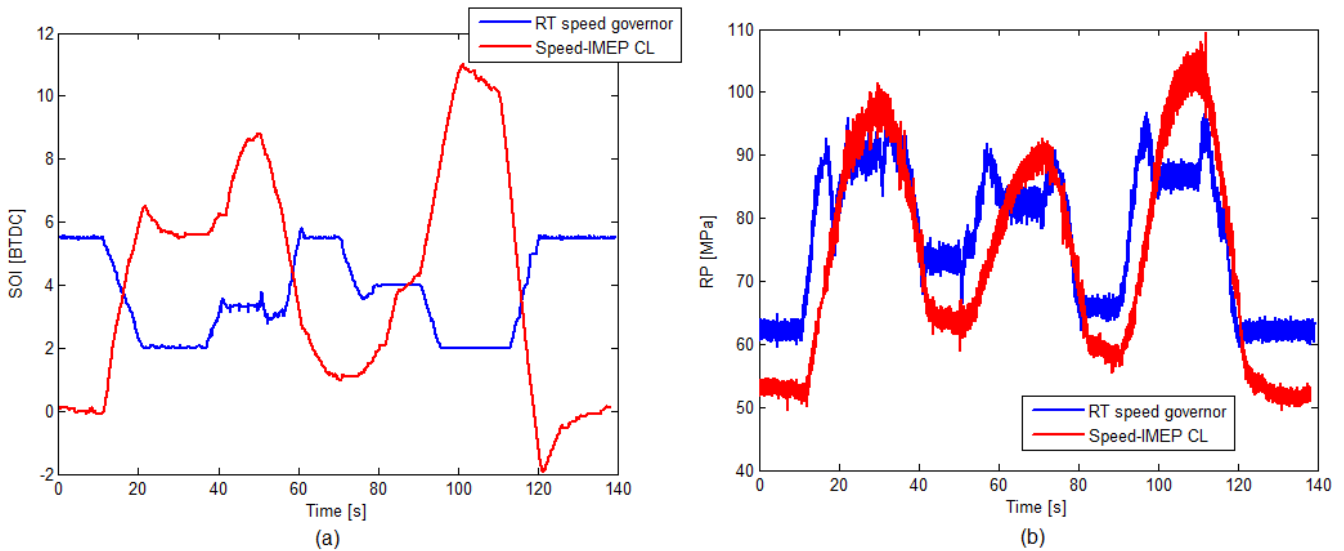 RT speed governor
Speed-IMEP CL
12
10
8
6
4
2
0
-2
SOI [BTDC]
0 20 40 60 80 100 120 140
Time [s]
(a)
110
100
90
80
70
60
50
40
RP [MPa]
RT speed governor
Speed-IMEP CL
0 20 40 60 80 100 120 140
Time [s]
(b)